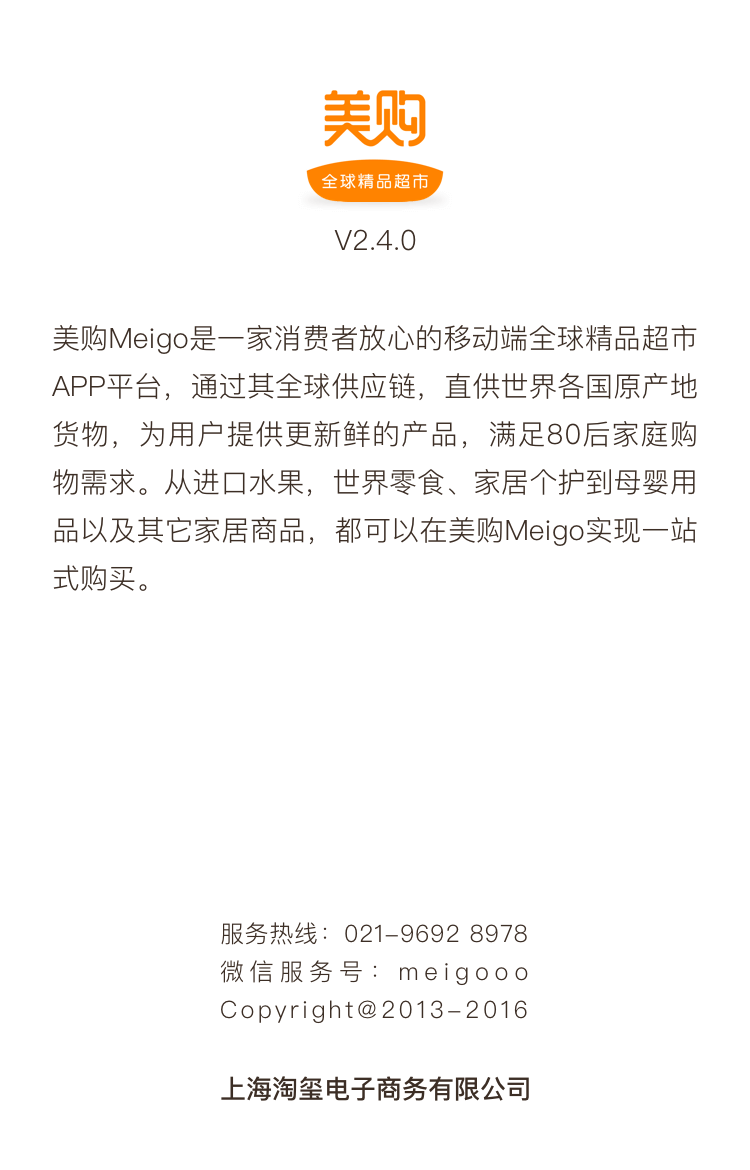 美购
全球精品超市
V2.4.0
美购Meigo是一家消费者放心的移动端全球精品超市
APP平台，通过其全球供应链，直供世界各国原产地
货物，为用户提供更新鲜的产品，满足80后家庭购
物需求。从进口水果，世界零食、家居个护到母婴用
品以及其它家居商品，都可以在美购Meigo实现一站
式购买。
服务热线：021-9692 8978
微信服务号：meigooo
Copyright@2013-2016
上海淘玺电子商务有限公司